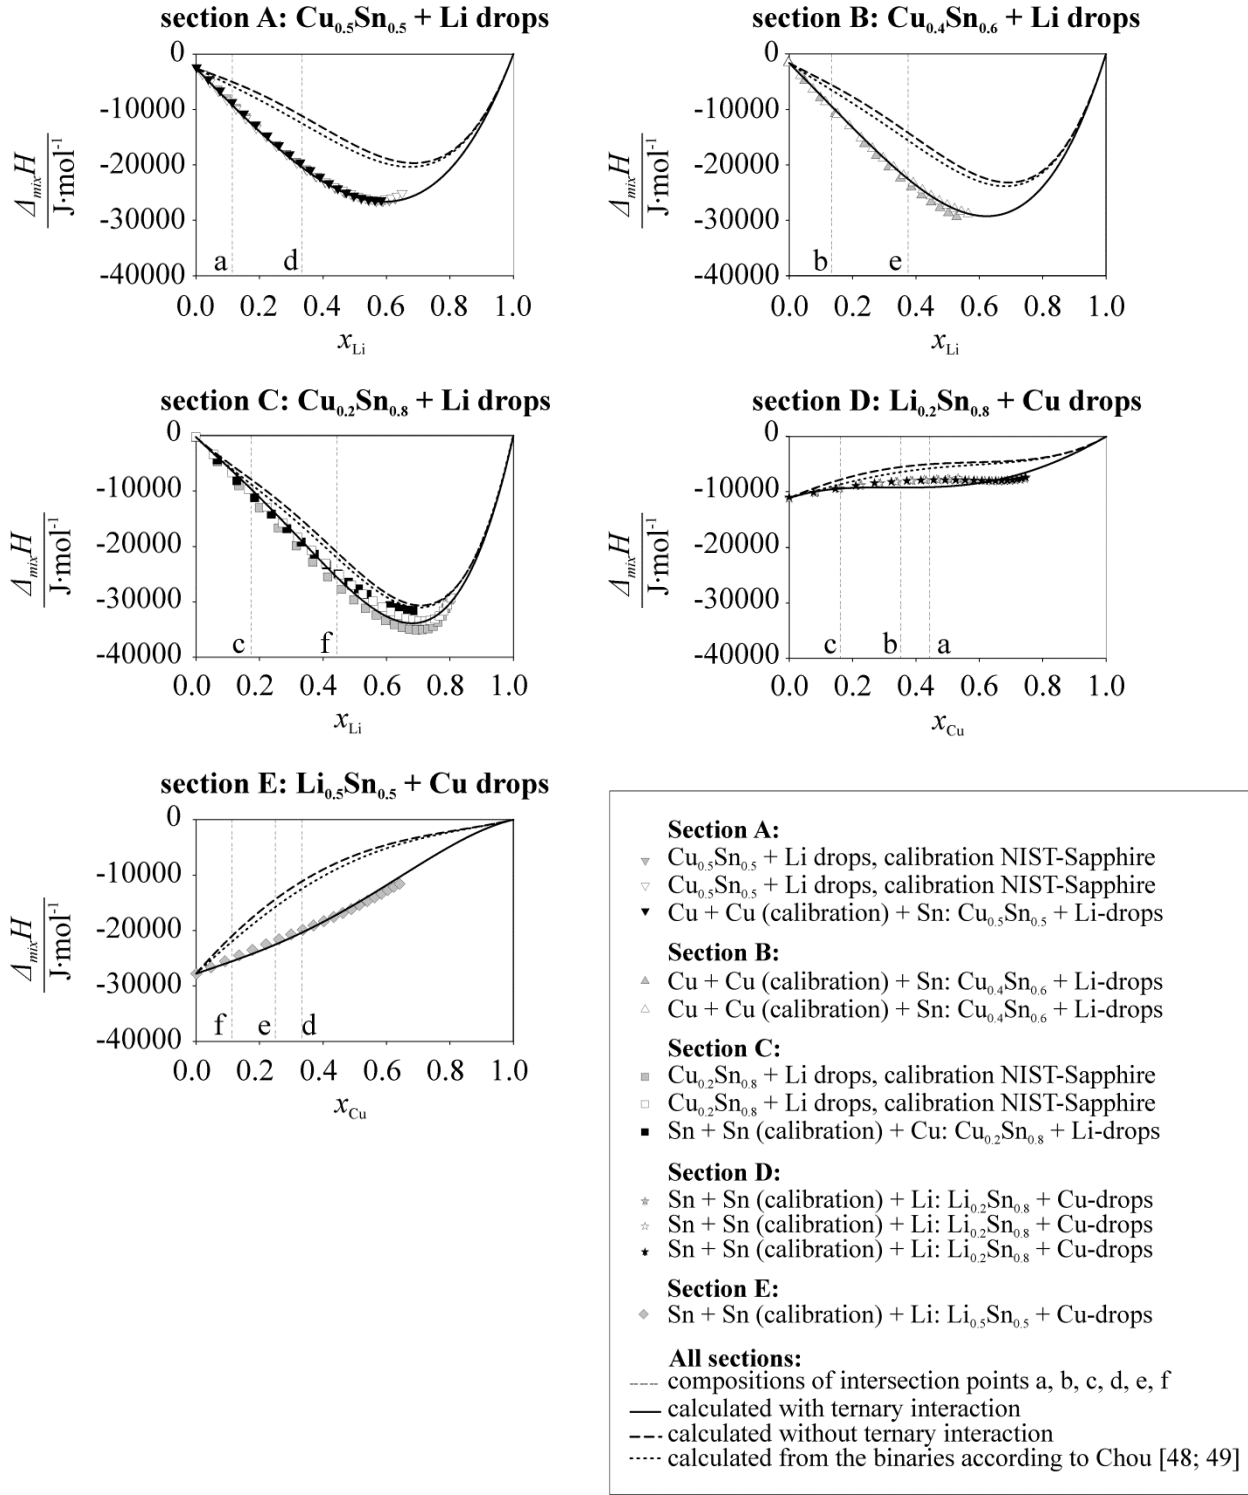 section A: Cu0.5Sn0.5 + Li drops
ΔmixH
J·mol-1
0
-10000
-20000
-30000
-40000
a
d
0.0 0.2 0.4 0.6 0.8 1.0
xLi
section B: Cu0.4Sn0.6 + Li drops
ΔmixH
J·mol-1
0
-10000
-20000
-30000
-40000
b
e
0.0 0.2 0.4 0.6 0.8 1.0
xLi
section C: Cu0.2Sn0.8 + Li drops
ΔmixH
J·mol-1
0
-10000
-20000
-30000
-40000
c
f
0.0 0.2 0.4 0.6 0.8 1.0
xLi
section D: Li0.2Sn0.8 + Cu drops
ΔmixH
J·mol-1
0
-10000
-20000
-30000
-40000
c
b
a
0.0 0.2 0.4 0.6 0.8 1.0
xCu
section E: Li0.5Sn0.5 + Cu drops
ΔmixH
J·mol-1
0
-10000
-20000
-30000
-40000
f
e
d
0.0 0.2 0.4 0.6 0.8 1.0
xCu
Section A:
Cu0.5Sn0.5 + Li drops, calibration NIST-Sapphire
Cu0.5Sn0.5 + Li drops, calibration NIST-Sapphire
Cu + Cu (calibration) + Sn: Cu0.5Sn0.5 + Li-drops
Section B:
Cu + Cu (calibration) + Sn: Cu0.4Sn0.6 + Li-drops
Cu + Cu (calibration) + Sn: Cu0.4Sn0.6 + Li-drops
Section C:
Cu0.2Sn0.8 + Li drops, calibration NIST-Sapphire
Cu0.2Sn0.8 + Li drops, calibration NIST-Sapphire
Sn + Sn (calibration) + Cu: Cu0.2Sn0.8 + Li-drops
Section D:
Sn + Sn (calibration) + Li: Li0.2Sn0.8 + Cu-drops
Sn + Sn (calibration) + Li: Li0.2Sn0.8 + Cu-drops
Sn + Sn (calibration) + Li: Li0.2Sn0.8 + Cu-drops
Section E:
Sn + Sn (calibration) + Li: Li0.5Sn0.5 + Cu-drops
All sections:
compositions of intersection points a, b, c, d, e, f
calculated with ternary interaction
calculated without ternary interaction
calculated from the binaries according to Chou [48; 49]